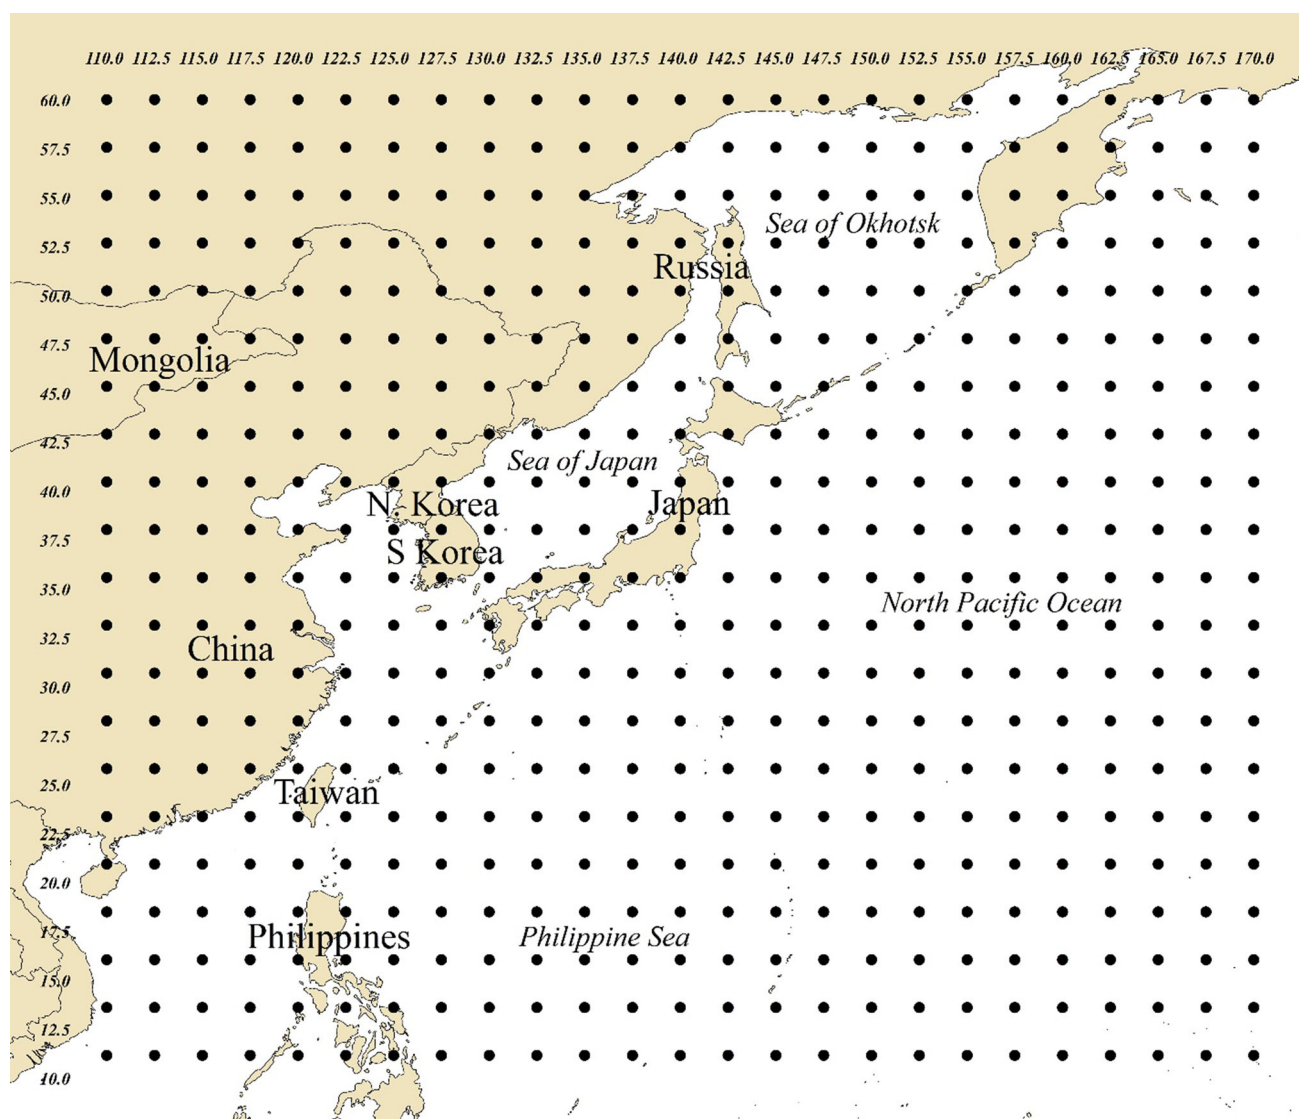 110.0 112.5 115.0 117.5 120.0 122.5 125.0 127.5 130.0 132.5 135.0 137.5 140.0 142.5 145.0 147.5 150.0 152.5 155.0 157.5 160.0 162.5 165.0 167.5 170.0
60.0
57.5
55.0
Sea of Okhotsk
52.5
Russia
50.0
47.5
Mongolia
45.0
42.5
Sea of Japan
40.0
N. Korea
Japan
37.5
S Korea
35.0
North Pacific Ocean
32.5
China
30.0
27.5
25.0
Taiwan
22.5
20.0
17.5
Philippines
Philippine Sea
15.0
12.5
10.0